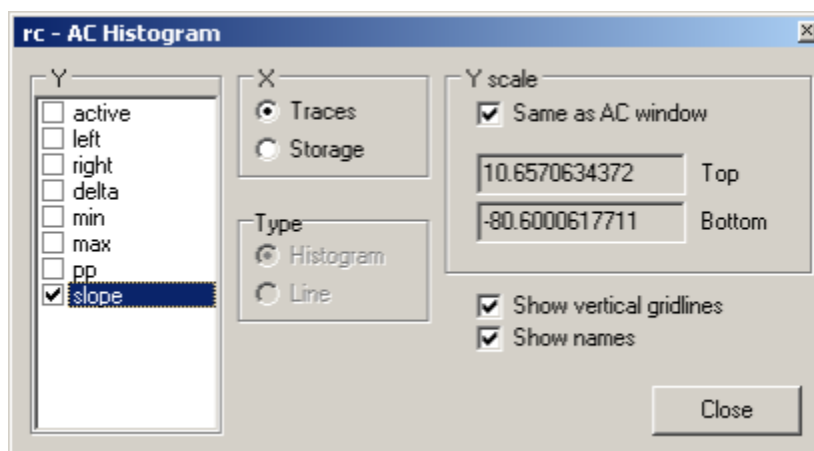 rc - AC Histogram
Y
active
left
right
delta
min
max
pp
slope
X
Traces
Storage
Type
Histogram
Line
Y scale
Same as AC window
10.6570634372 Top
-80.6000617711 Bottom
Show vertical gridlines
Show names
Close